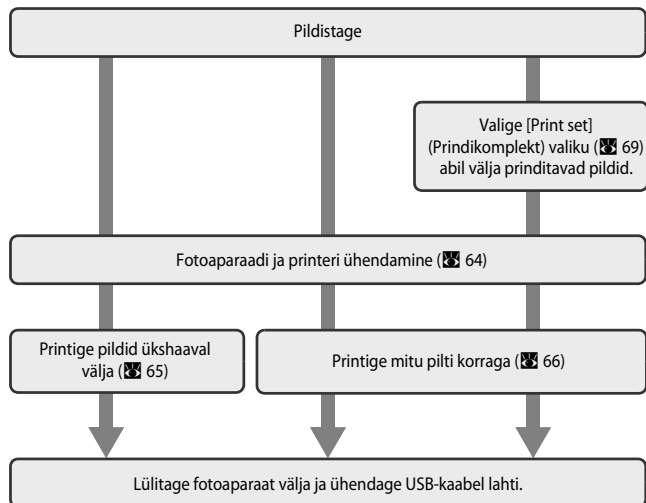 Pildistage
Valige [Print set]
(Prindikomplekt) valiku (69)
abil välja prinditavad pildid.
Fotoaparaadi ja printeri ühendamine (64)
Printige pildid ükshaaval
välja (65)
Printige mitu pilti korraga (66)
Lülitage fotoaparaat välja ja ühendage USB-kaabel lahti.